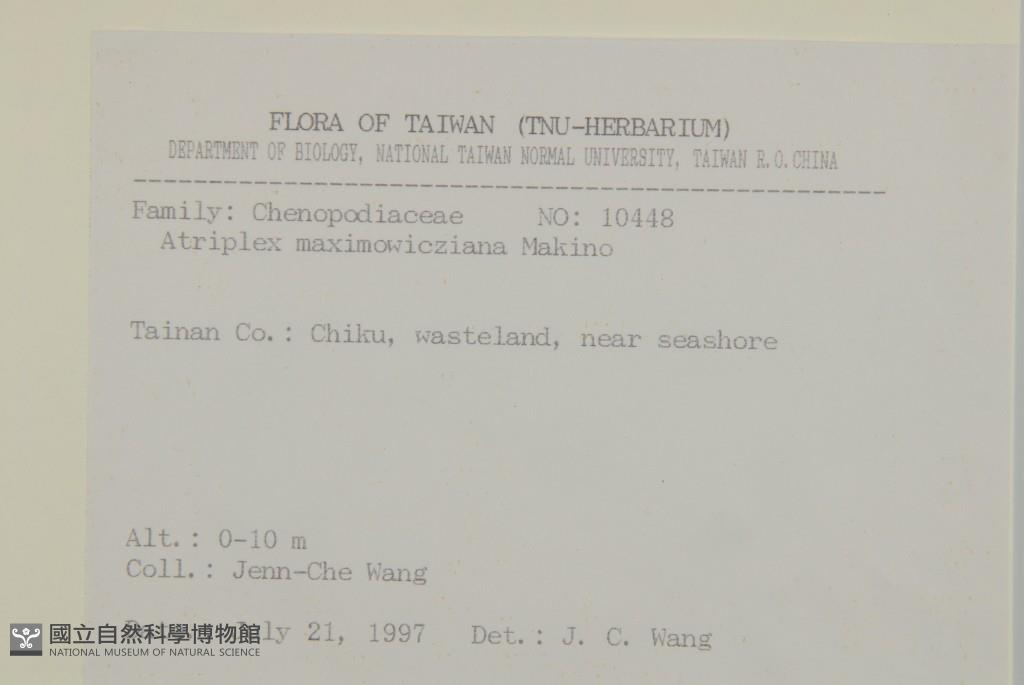 FLORA OF TAIWAN (TNU-HERBARIUM)
DEPARTMENT OF BIOLOGY, NATIONAL TAIWAN NORMAL UNIVERSITY, TAIWAN R.O.CHINA
Family: Chenopodiaceae NO: 10448
Atriplex maximowicziana Makino
Tainan Co.: Chiku, wasteland, near seashore
Alt.: 0-10 m
Coll.: Jenn-Che Wang
July 21, 1997 Det.: J. C. Wang
國立自然科學博物館
NATIONAL MUSEUM OF NATURAL SCIENCE